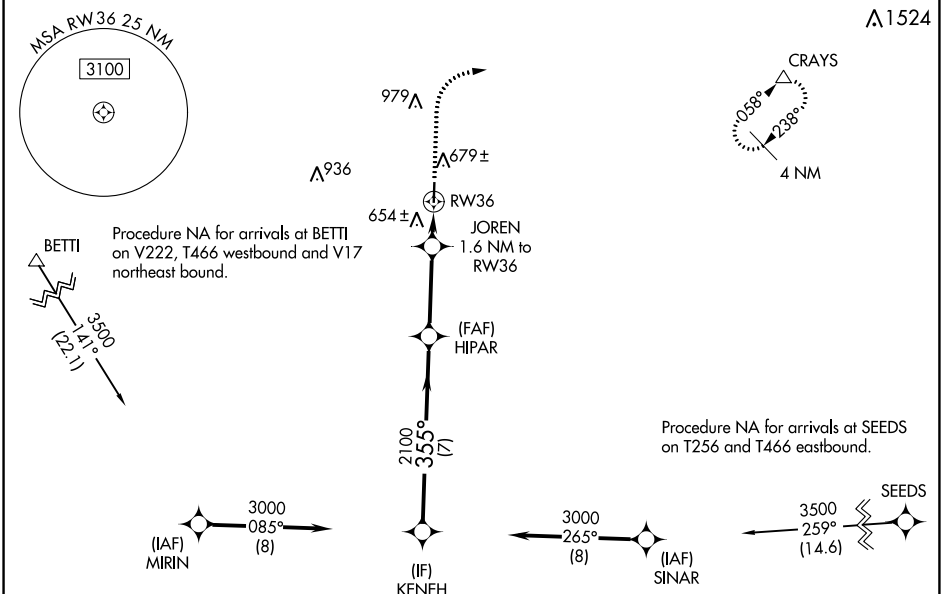 MSA RW36 25 NM
3100
1524
CRAYS
058°
238°
4 NM
979
679±
936
RW36
654±
JOREN
1.6 NM to
RW36
BETTI
Procedure NA for arrivals at BETTI
on V222, T466 westbound and V17
northeast bound.
3500
141°
(22.1)
(FAF)
HIPAR
2100
355°
(7)
Procedure NA for arrivals at SEEDS
on T256 and T466 eastbound.
SEEDS
3500
259°
(14.6)
3000
085°
(8)
(IAF)
MIRIN
(IF)
KENEH
3000
265°
(8)
(IAF)
SINAR